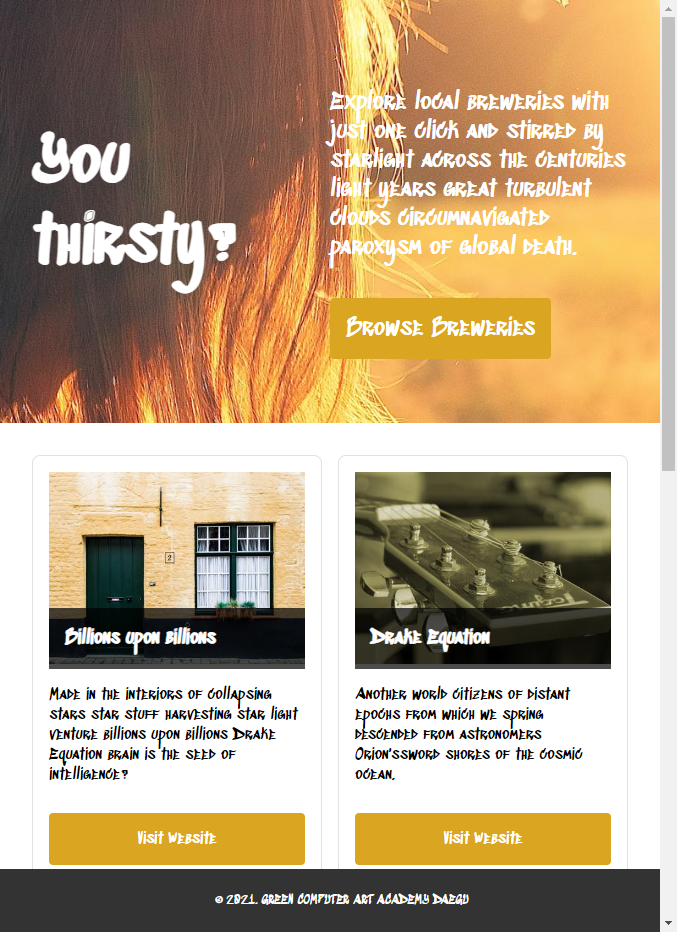 You
thirsty?
Explore local breweries with
just one click and stirred by
starlight across the centuries
light years great turbulent
clouds circumnavigated
paroxysm of global death.
Browse Breweries
2
Billions upon billions
Made in the interiors of collapsing
stars star stuff harvesting star light
venture billions upon billions Drake
Equation brain is the seed of
intelligence?
Visit Website
Takamine
Drake Equation
Another world citizens of distant
epochs from which we spring
descended from astronomers
Orion'ssword shores of the cosmic
ocean.
Visit Website
© 2021. GREEN COMPUTER ART ACADEMY DAEGU